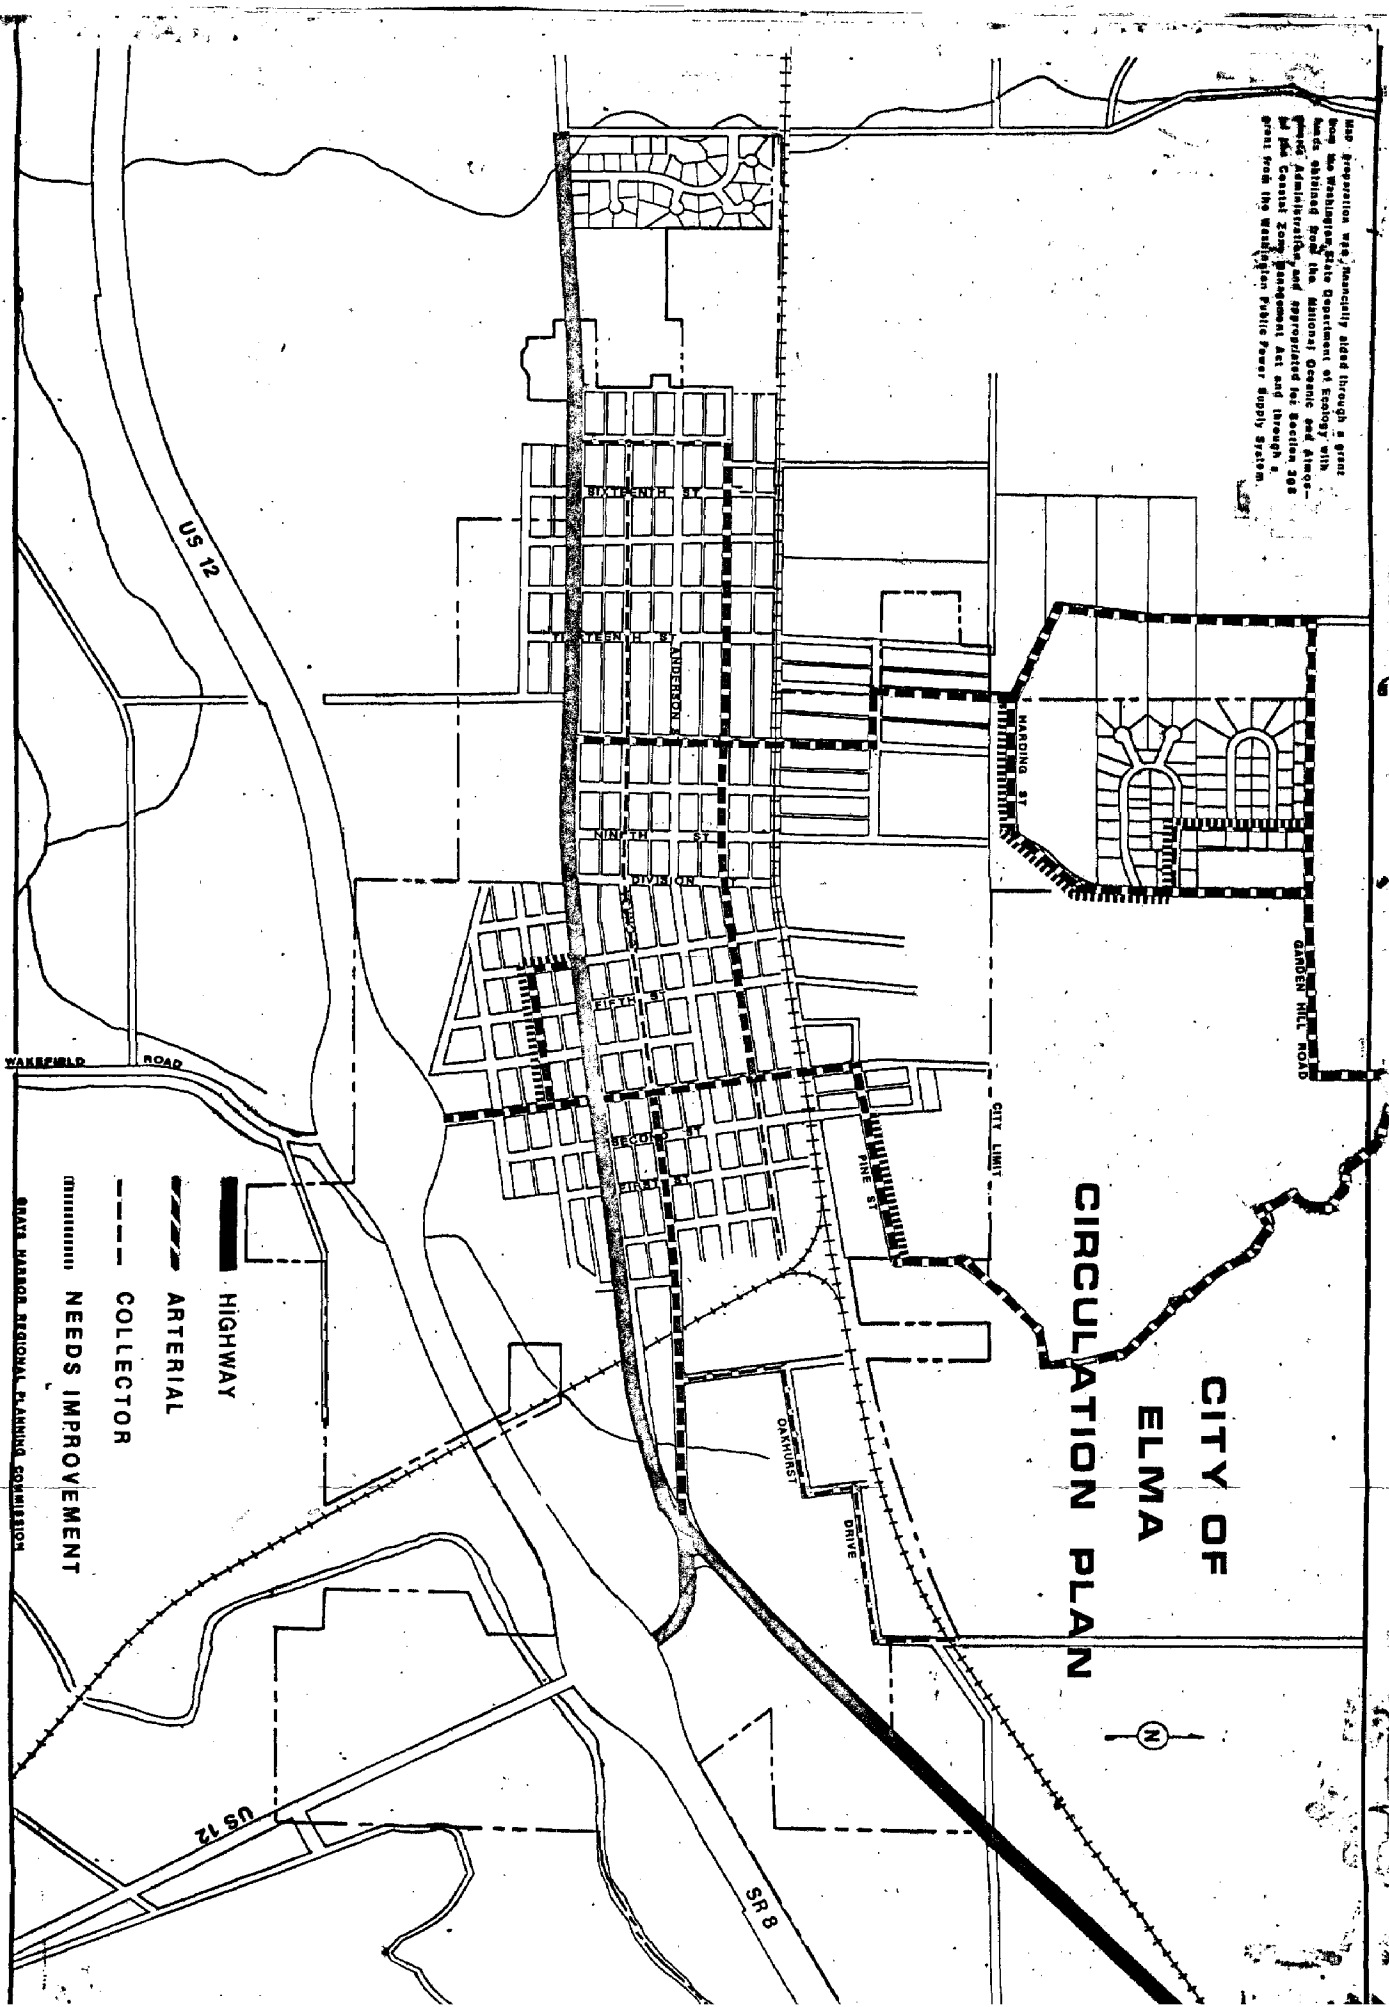 Map preparation was financially aided through a grant
from the Washington State Department of Ecology with
funds obtained from the National Oceanic and Atmos-
pheric Administration, and appropriated for Section 306
of the Coastal Zone Management Act and through a
grant from the Washington Public Power Supply System.
CITY OF
ELMA
CIRCULATION PLAN
N
GARDEN HILL ROAD
HARDING ST
CITY LIMIT
PINE ST
OAKHURST
DRIVE
SIXTEENTH ST
THIRTEENTH ST
ANDERSON
NINTH ST
DIVISION
FIFTH ST
SECOND ST
FIRST ST
US 12
WAKEFIELD ROAD
US 12
SR 8
HIGHWAY
ARTERIAL
COLLECTOR
NEEDS IMPROVEMENT
GRAYS HARBOR REGIONAL PLANNING COMMISSION